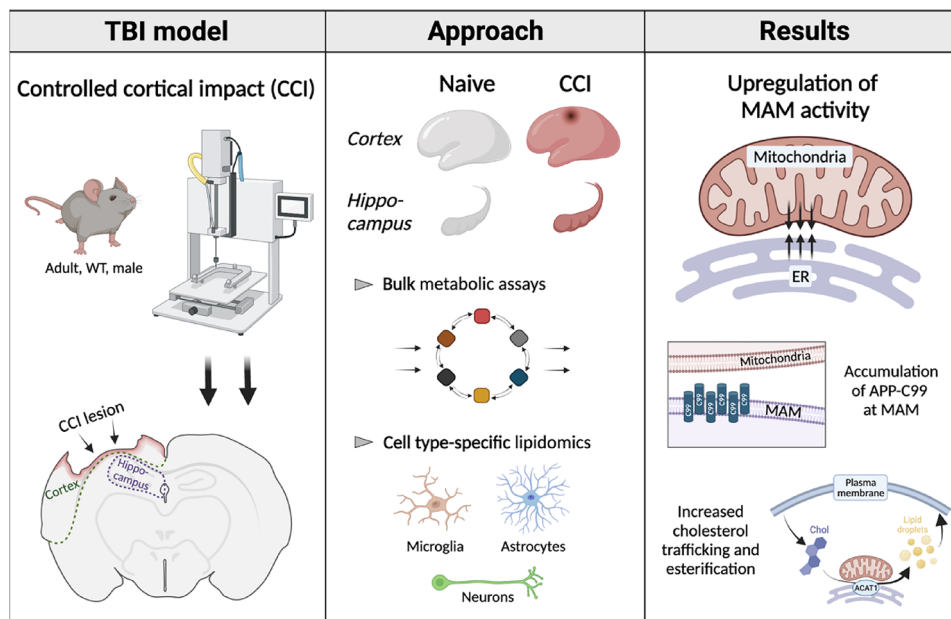 TBI model
Controlled cortical impact (CCI)
Adult, WT, male
CCI lesion
Hippo-
campus
Cortex
Approach
Naive
CCI
Cortex
Hippo-
campus
Bulk metabolic assays
Cell type-specific lipidomics
Microglia
Astrocytes
Neurons
Results
Upregulation of
MAM activity
Mitochondria
ER
Mitochondria
C99
C99
C99
C99
C99
C99
MAM
Accumulation
of APP-C99
at MAM
Increased
cholesterol
trafficking and
esterification
Plasma
membrane
Chol
Lipid
droplets
ACAT1